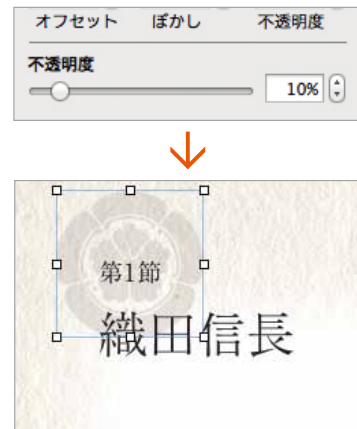 オフセット ぼかし 不透明度
不透明度
10%
第1節
織田信長